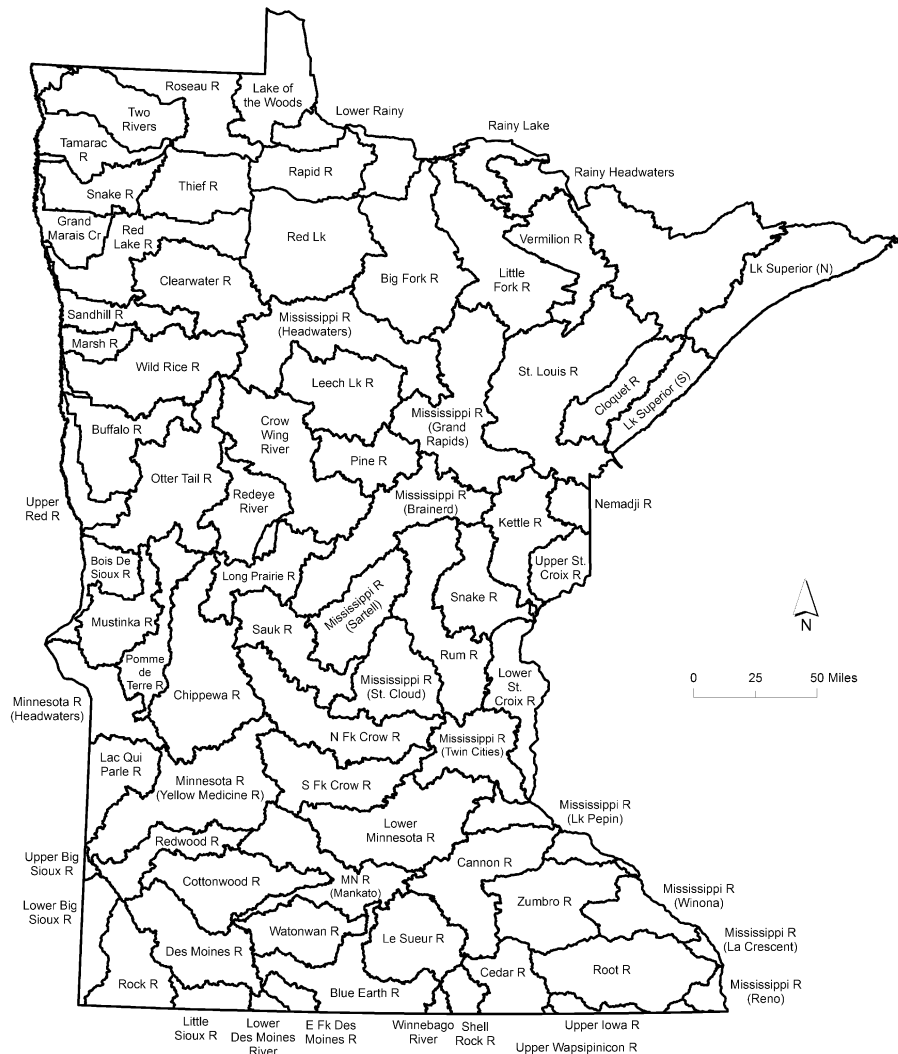 Roseau R
Lake of
the Woods
Two
Rivers
Lower Rainy
Rainy Lake
Tamarac
R
Rapid R
Rainy Headwaters
Thief R
Snake R
Grand
Marais Cr
Red
Lake R
Red Lk
Vermilion R
Lk Superior (N)
Clearwater R
Big Fork R
Little
Fork R
Sandhill R
Mississippi R
(Headwaters)
Marsh R
Wild Rice R
Leech Lk R
St. Louis R
Cloquet R
Lk Superior (S)
Buffalo R
Crow
Wing
River
Mississippi R
(Grand
Rapids)
Pine R
Otter Tail R
Redeye
River
Mississippi R
(Brainerd)
Upper
Red R
Nemadji R
Kettle R
Bois De
Sioux R
Long Prairie R
Upper St.
Croix R
Mississippi R
(Sartell)
Snake R
Mustinka R
Sauk R
N
Pomme
de
Terre R
Rum R
Chippewa R
Mississippi R
(St. Cloud)
Lower
St.
Croix R
0 25 50 Miles
Minnesota R
(Headwaters)
N Fk Crow R
Mississippi R
(Twin Cities)
Lac Qui
Parle R
Minnesota R
(Yellow Medicine R)
S Fk Crow R
Mississippi R
(Lk Pepin)
Lower
Minnesota R
Redwood R
Upper Big
Sioux R
Cannon R
Cottonwood R
MN R
(Mankato)
Mississippi R
(Winona)
Lower Big
Sioux R
Zumbro R
Watonwan R
Le Sueur R
Mississippi R
(La Crescent)
Des Moines R
Rock R
Cedar R
Root R
Blue Earth R
Mississippi R
(Reno)
Little
Sioux R
Lower
Des Moines
River
E Fk Des
Moines R
Winnebago
River
Shell
Rock R
Upper Iowa R
Upper Wapsipinicon R